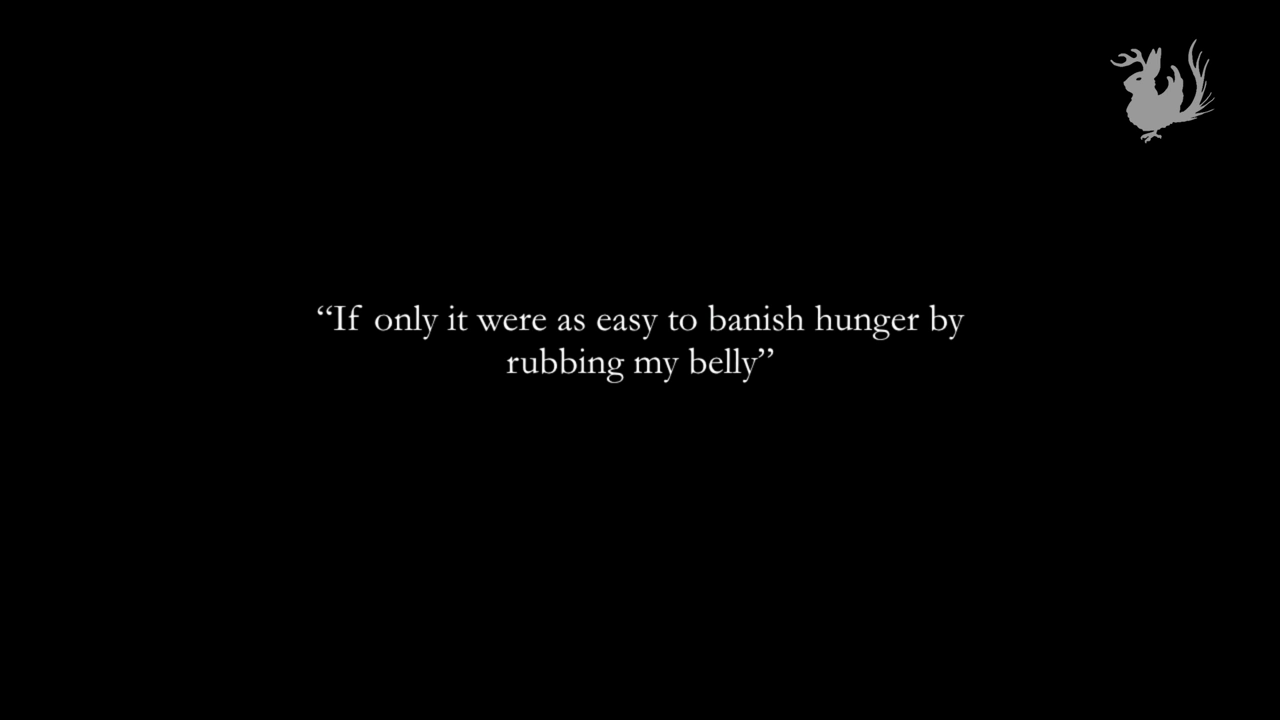 “If only it were as easy to banish hunger by
rubbing my belly”